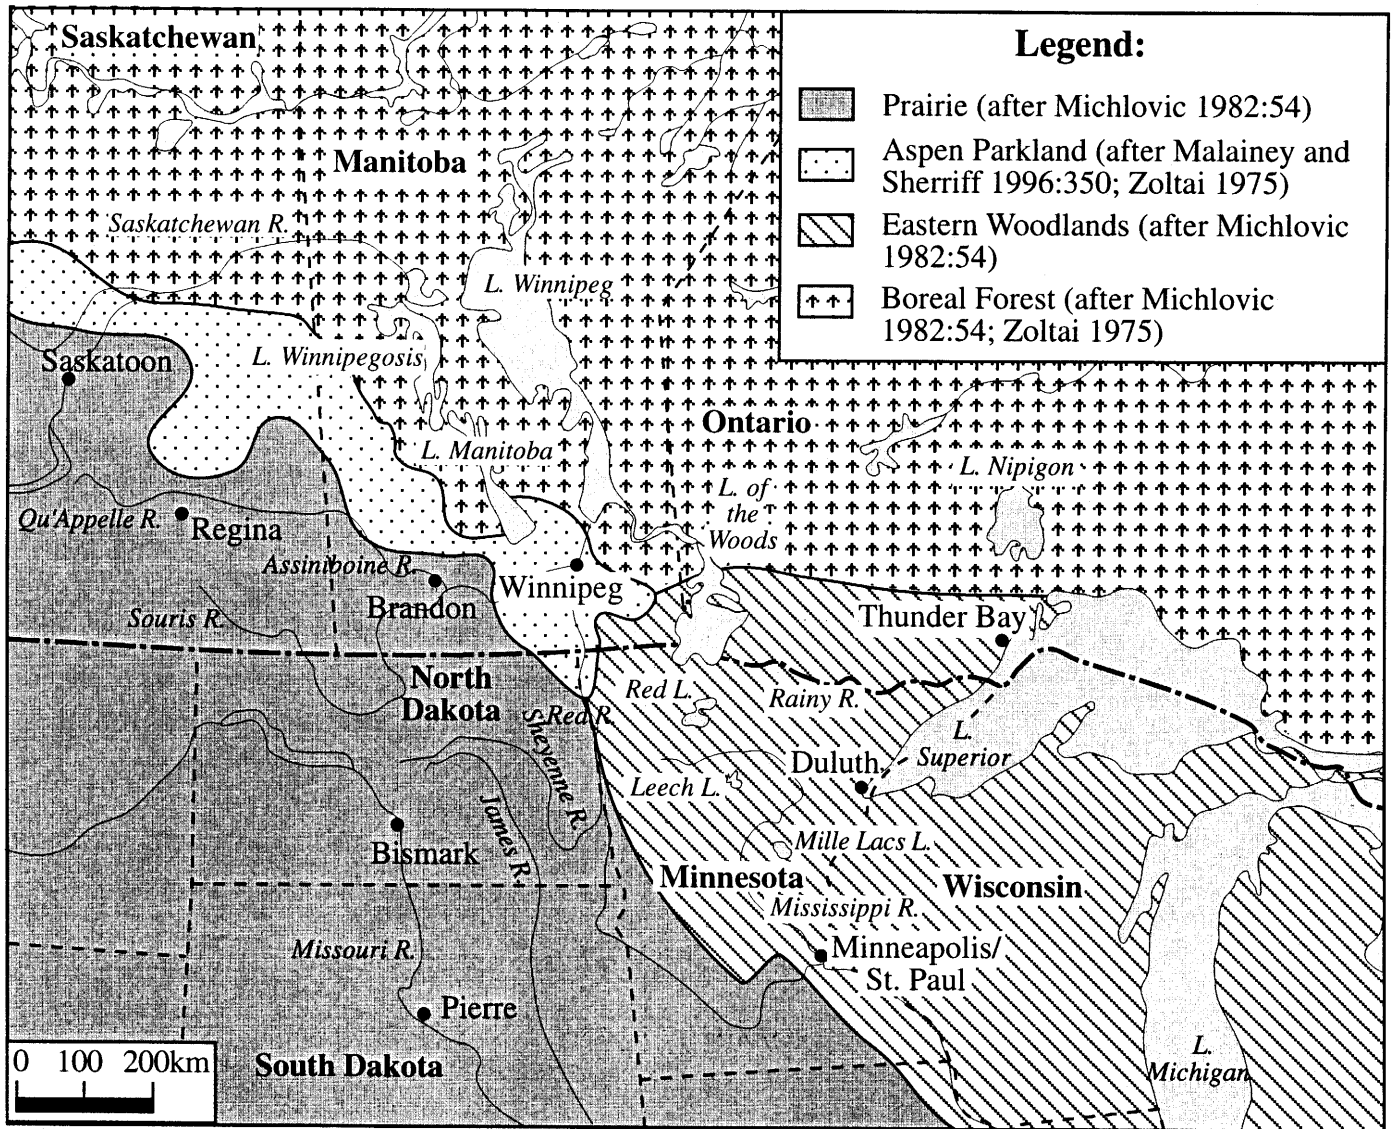 Saskatchewan
Legend:
Prairie (after Michlovic 1982:54)
Aspen Parkland (after Malainey and
Sherriff 1996:350; Zoltai 1975)
Eastern Woodlands (after Michlovic
1982:54)
Boreal Forest (after Michlovic
1982:54; Zoltai 1975)
Manitoba
Saskatchewan R.
L. Winnipeg
Saskatoon
L. Winnipegosis
Ontario
L. Manitoba
L. Nipigon
L. of
the
Woods
Qu'Appelle R.
Regina
Assiniboine R.
Brandon
Winnipeg
Souris R.
Thunder Bay
North
Dakota
Red L.
Rainy R.
Red R.
Sheyenne R.
L.
Superior
Duluth
Leech L.
James R.
Bismark
Mille Lacs L.
Minnesota
Wisconsin
Mississippi R.
Missouri R.
Minneapolis/
St. Paul
Pierre
South Dakota
L.
Michigan
0 100 200km